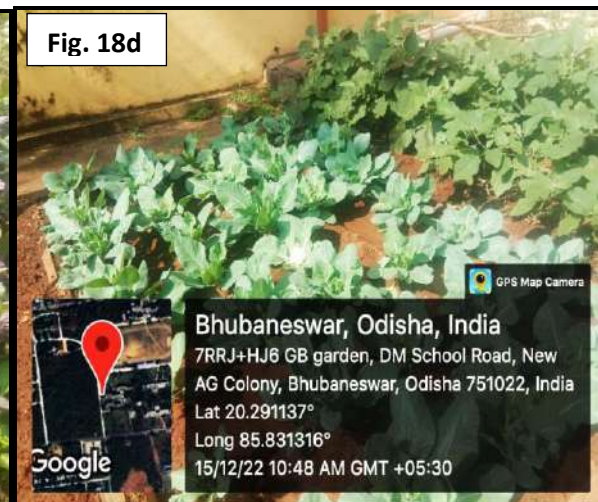 Fig. 18d
GPS Map Camera
Bhubaneswar, Odisha, India
7RRJ+HJ6 GB garden, DM School Road, New
AG Colony, Bhubaneswar, Odisha 751022, India
Lat 20.291137°
Long 85.831316°
15/12/22 10:48 AM GMT +05:30
Google